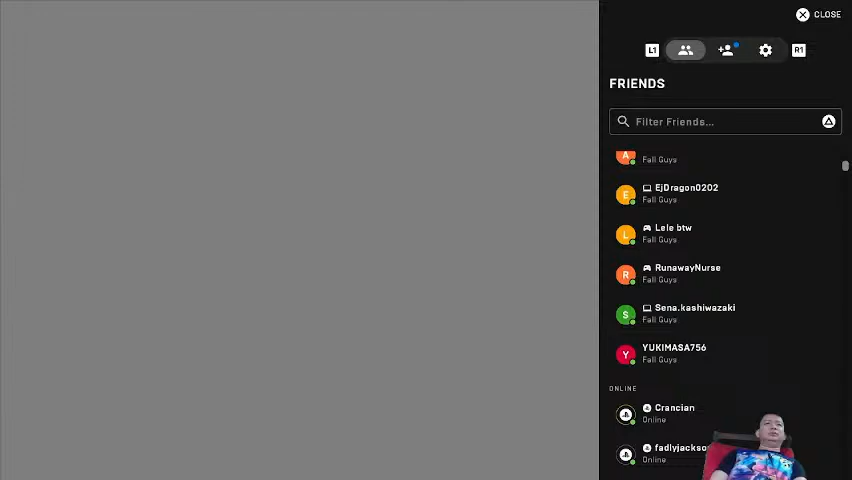 CLOSE
L1
R1
FRIENDS
Filter Friends...
A
Fall Guys
E
EjDragon0202
Fall Guys
L
Lele btw
Fall Guys
R
RunawayNurse
Fall Guys
S
Sena.kashiwazaki
Fall Guys
Y
YUKIMASA756
Fall Guys
ONLINE
Crancian
Online
fadlyjackso
Online